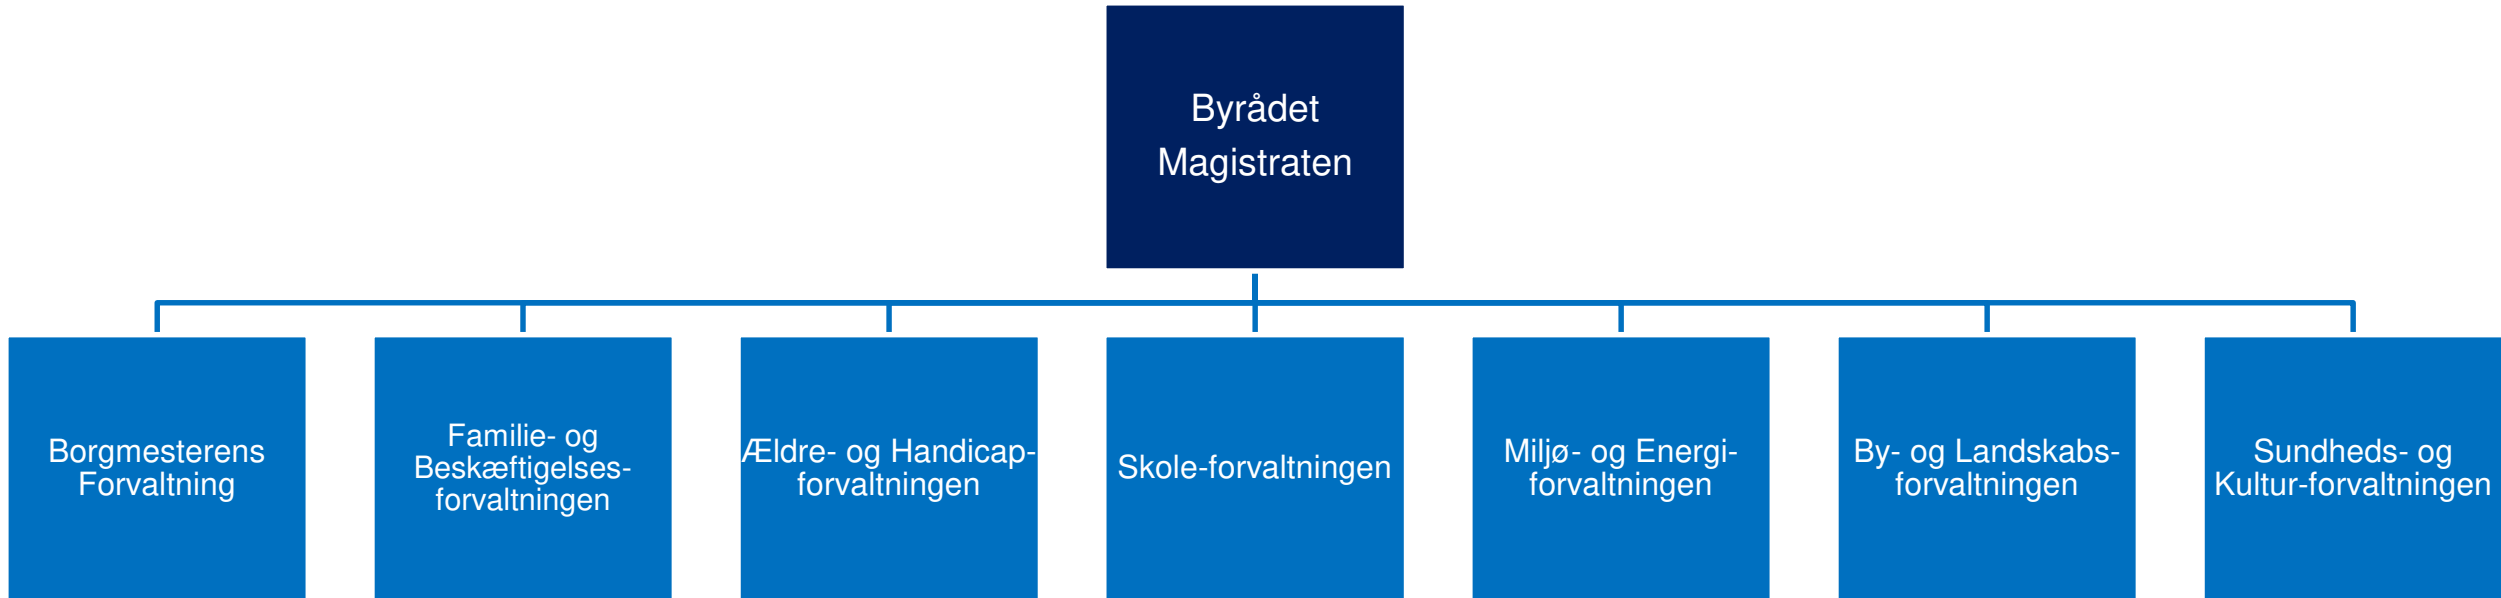 Byrådet
Magistraten
Borgmesterens
Forvaltning
Familie- og
Beskæftigelses-
forvaltningen
Ældre- og Handicap-
forvaltningen
Skole-forvaltningen
Miljø- og Energi-
forvaltningen
By- og Landskabs-
forvaltningen
Sundheds- og
Kultur-forvaltningen